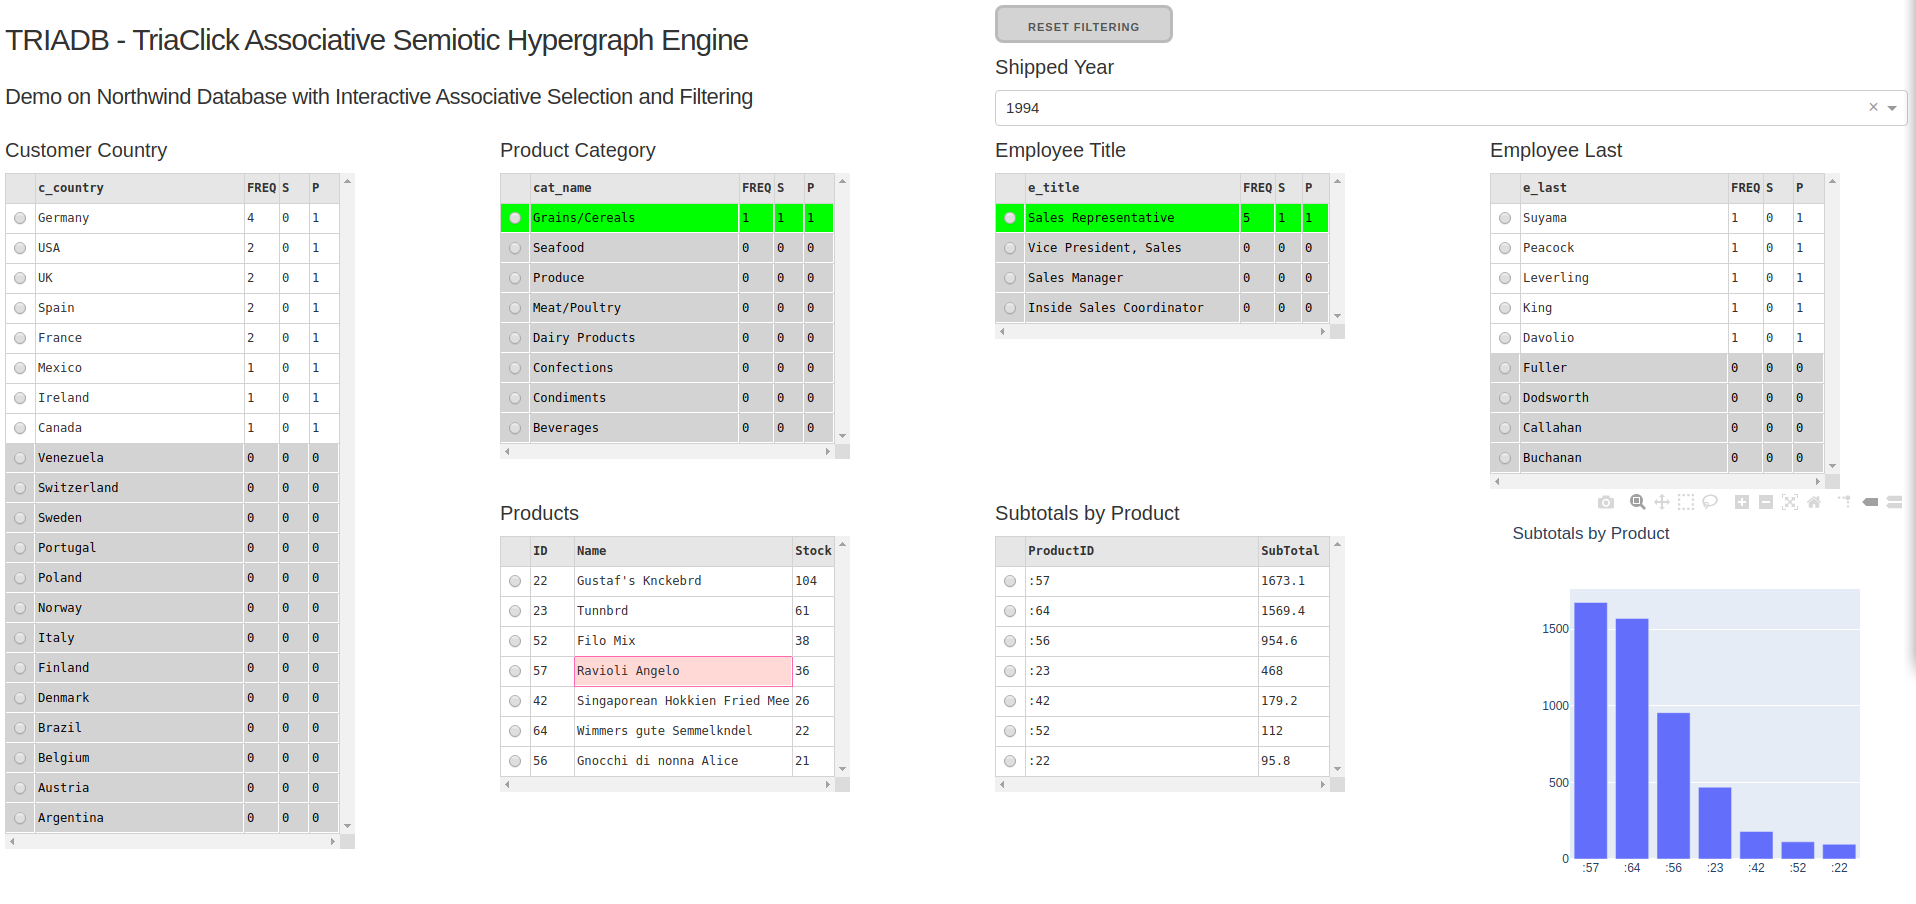 TRIADB - TriaClick Associative Semiotic Hypergraph Engine
Demo on Northwind Database with Interactive Associative Selection and Filtering
RESET FILTERING
Shipped Year
1994
Customer Country
c_country FREQ S P
Germany 4 0 1
USA 2 0 1
UK 2 0 1
Spain 2 0 1
France 2 0 1
Mexico 1 0 1
Ireland 1 0 1
Canada 1 0 1
Venezuela 0 0 0
Switzerland 0 0 0
Sweden 0 0 0
Portugal 0 0 0
Poland 0 0 0
Norway 0 0 0
Italy 0 0 0
Finland 0 0 0
Denmark 0 0 0
Brazil 0 0 0
Belgium 0 0 0
Austria 0 0 0
Argentina 0 0 0
Product Category
cat_name FREQ S P
Grains/Cereals 1 1 1
Seafood 0 0 0
Produce 0 0 0
Meat/Poultry 0 0 0
Dairy Products 0 0 0
Confections 0 0 0
Condiments 0 0 0
Beverages 0 0 0
Employee Title
e_title FREQ S P
Sales Representative 5 1 1
Vice President, Sales 0 0 0
Sales Manager 0 0 0
Inside Sales Coordinator 0 0 0
Employee Last
e_last FREQ S P
Suyama 1 0 1
Peacock 1 0 1
Leverling 1 0 1
King 1 0 1
Davolio 1 0 1
Fuller 0 0 0
Dodsworth 0 0 0
Callahan 0 0 0
Buchanan 0 0 0
Products
ID Name Stock
22 Gustaf's Knckebrd 104
23 Tunnbrd 61
52 Filo Mix 38
57 Ravioli Angelo 36
42 Singaporean Hokkien Fried Mee 26
64 Wimmers gute Semmelkndel 22
56 Gnocchi di nonna Alice 21
Subtotals by Product
ProductID SubTotal
:57 1673.1
:64 1569.4
:56 954.6
:23 468
:42 179.2
:52 112
:22 95.8
Subtotals by Product
1500
1000
500
0
:57 :64 :56 :23 :42 :52 :22